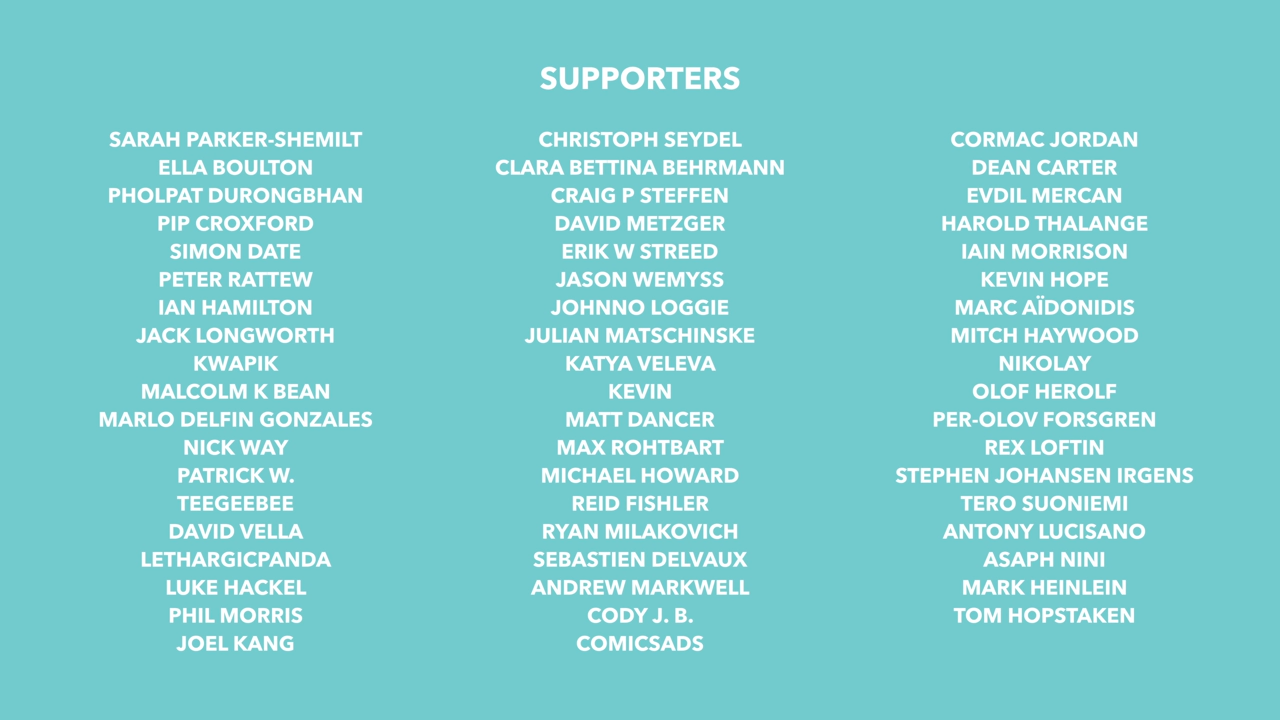 SUPPORTERS
SARAH PARKER-SHEMILT
ELLA BOULTON
PHOLPAT DURONGBHAN
PIP CROXFORD
SIMON DATE
PETER RATTEW
IAN HAMILTON
JACK LONGWORTH
KWAPIK
MALCOLM K BEAN
MARLO DELFIN GONZALES
NICK WAY
PATRICK W.
TEEGEEBEE
DAVID VELLA
LETHARGICPANDA
LUKE HACKEL
PHIL MORRIS
JOEL KANG
CHRISTOPH SEYDEL
CLARA BETTINA BEHRMANN
CRAIG P STEFFEN
DAVID METZGER
ERIK W STREED
JASON WEMYSS
JOHNNO LOGGIE
JULIAN MATSCHINSKE
KATYA VELEVA
KEVIN
MATT DANCER
MAX ROHTBART
MICHAEL HOWARD
REID FISHLER
RYAN MILAKOVICH
SEBASTIEN DELVAUX
ANDREW MARKWELL
CODY J. B.
COMICSADS
CORMAC JORDAN
DEAN CARTER
EVDIL MERCAN
HAROLD THALANGE
IAIN MORRISON
KEVIN HOPE
MARC AÏDONIDIS
MITCH HAYWOOD
NIKOLAY
OLOF HEROLF
PER-OLOV FORSGREN
REX LOFTIN
STEPHEN JOHANSEN IRGENS
TERO SUONIEMI
ANTONY LUCISANO
ASAPH NINI
MARK HEINLEIN
TOM HOPSTAKEN